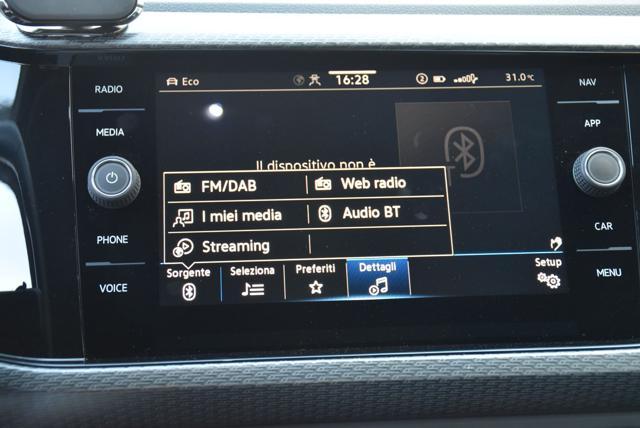 RADIO
MEDIA
PHONE
VOICE
Eco
16:28
2
31.0 °C
Il dispositivo non è
FM/DAB
Web radio
I miei media
Audio BT
Streaming
Sorgente
Seleziona
Preferiti
Dettagli
Setup
NAV
APP
CAR
MENU